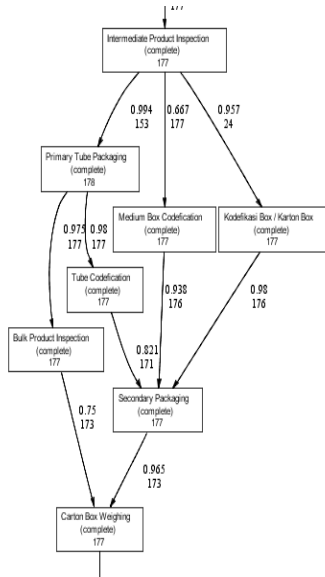 177
Intermediate Product Inspection
(complete)
177
0.994
153
0.667
177
0.957
24
Primary Tube Packaging
(complete)
178
Medium Box Codefication
(complete)
177
Kodefikasi Box / Karton Box
(complete)
177
0.975
177
0.98
177
Tube Codefication
(complete)
177
0.938
176
0.98
176
Bulk Product Inspection
(complete)
177
0.821
171
Secondary Packaging
(complete)
177
0.75
173
0.965
173
Carton Box Weighing
(complete)
177